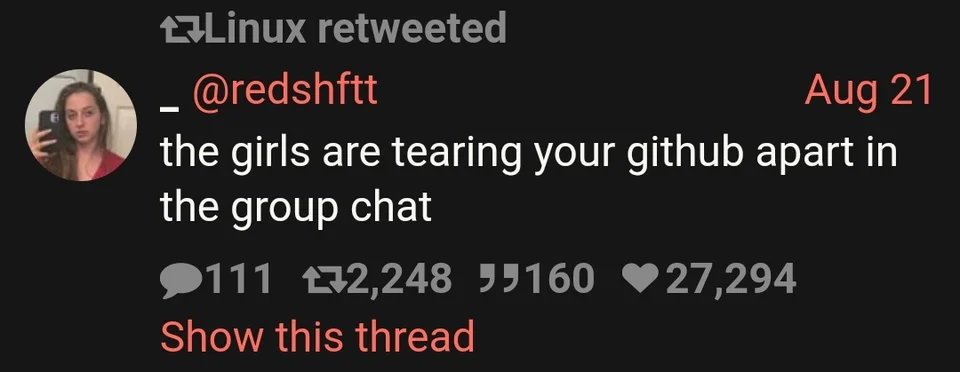 Linux retweeted
_ @redshftt Aug 21
the girls are tearing your github apart in
the group chat
111 2,248 160 27,294
Show this thread